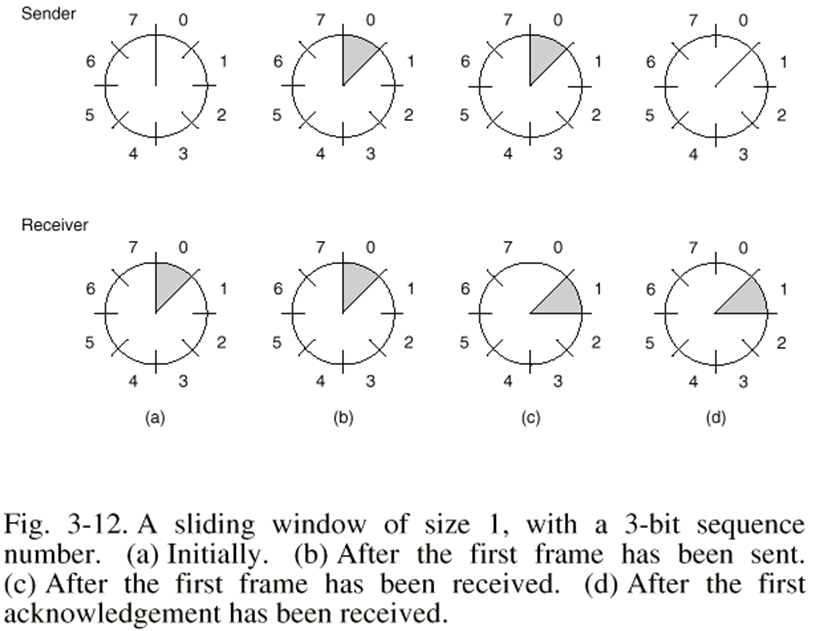 Sender
7 0 7 0 7 0 7 0
6 1 6 1 6 1 6 1
5 2 5 2 5 2 5 2
4 3 4 3 4 3 4 3
Receiver
7 0 7 0 7 0 7 0
6 1 6 1 6 1 6 1
5 2 5 2 5 2 5 2
4 3 4 3 4 3 4 3
(a) (b) (c) (d)
Fig. 3-12. A sliding window of size 1, with a 3-bit sequence
number. (a) Initially. (b) After the first frame has been sent.
(c) After the first frame has been received. (d) After the first
acknowledgement has been received.